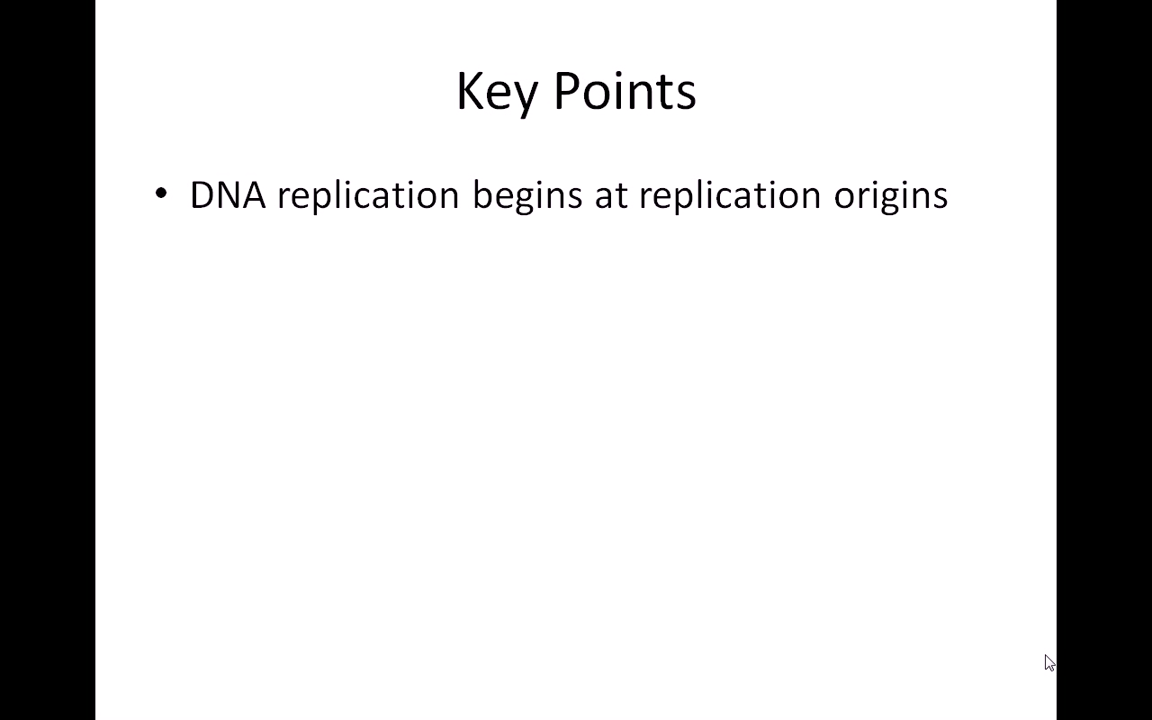 Key Points
• DNA replication begins at replication origins